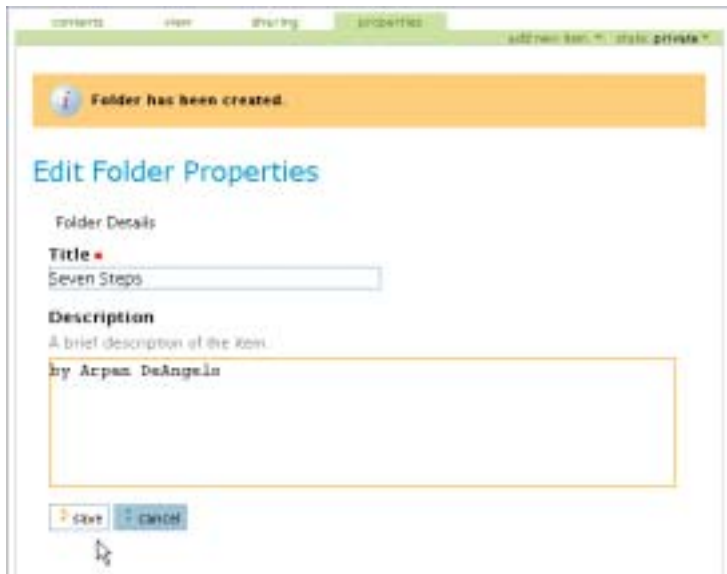 contents view sharing properties
add new item state: private
Folder has been created.
Edit Folder Properties
Folder Details
Title
Seven Steps
Description
A brief description of the item.
by Arpan DeAngelo
save cancel